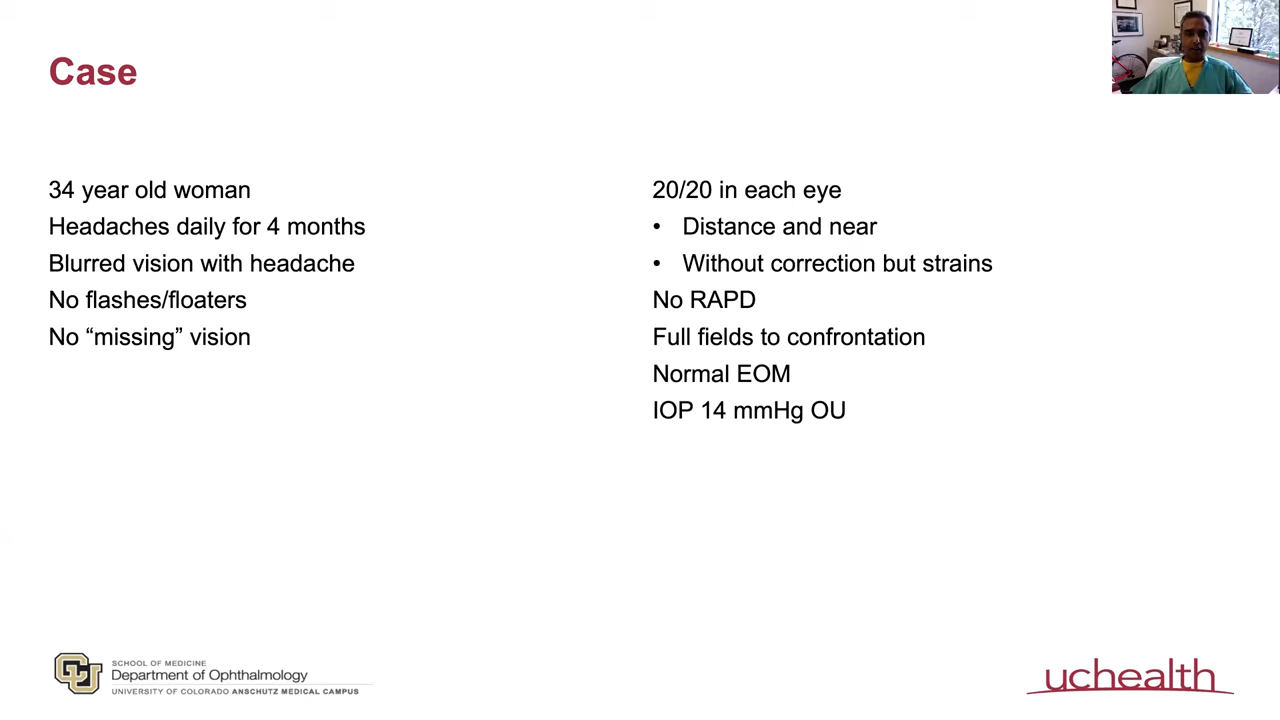 Case
34 year old woman
Headaches daily for 4 months
Blurred vision with headache
No flashes/floaters
No “missing” vision
20/20 in each eye
• Distance and near
• Without correction but strains
No RAPD
Full fields to confrontation
Normal EOM
IOP 14 mmHg OU
CU
SCHOOL OF MEDICINE
Department of Ophthalmology
UNIVERSITY OF COLORADO ANSCHUTZ MEDICAL CAMPUS
uchealth